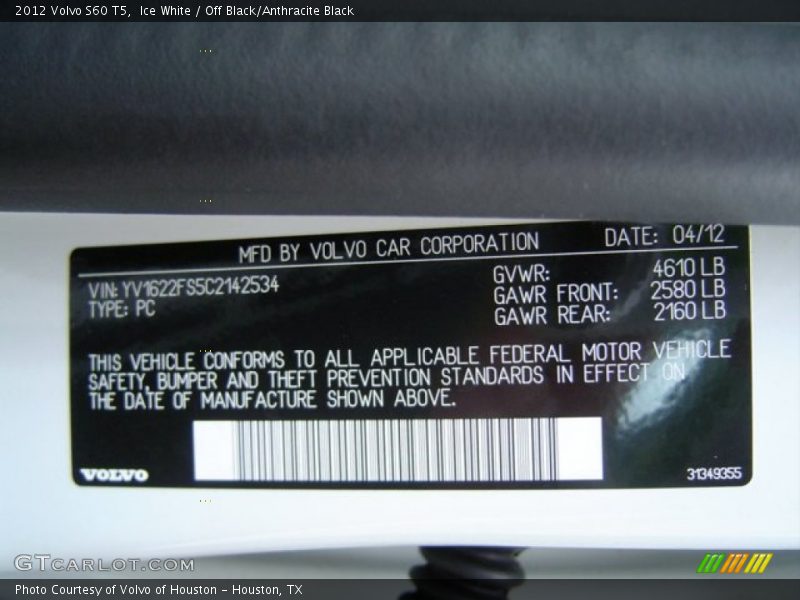 2012 Volvo S60 T5, Ice White / Off Black/Anthracite Black
MFD BY VOLVO CAR CORPORATION DATE: 04/12
VIN: YV1622FS5C2142534
TYPE: PC
GVWR: 4610 LB
GAWR FRONT: 2580 LB
GAWR REAR: 2160 LB
THIS VEHICLE CONFORMS TO ALL APPLICABLE FEDERAL MOTOR VEHICLE
SAFETY, BUMPER AND THEFT PREVENTION STANDARDS IN EFFECT ON
THE DATE OF MANUFACTURE SHOWN ABOVE.
VOLVO
31349355
GTCARLOT.COM
Photo Courtesy of Volvo of Houston - Houston, TX